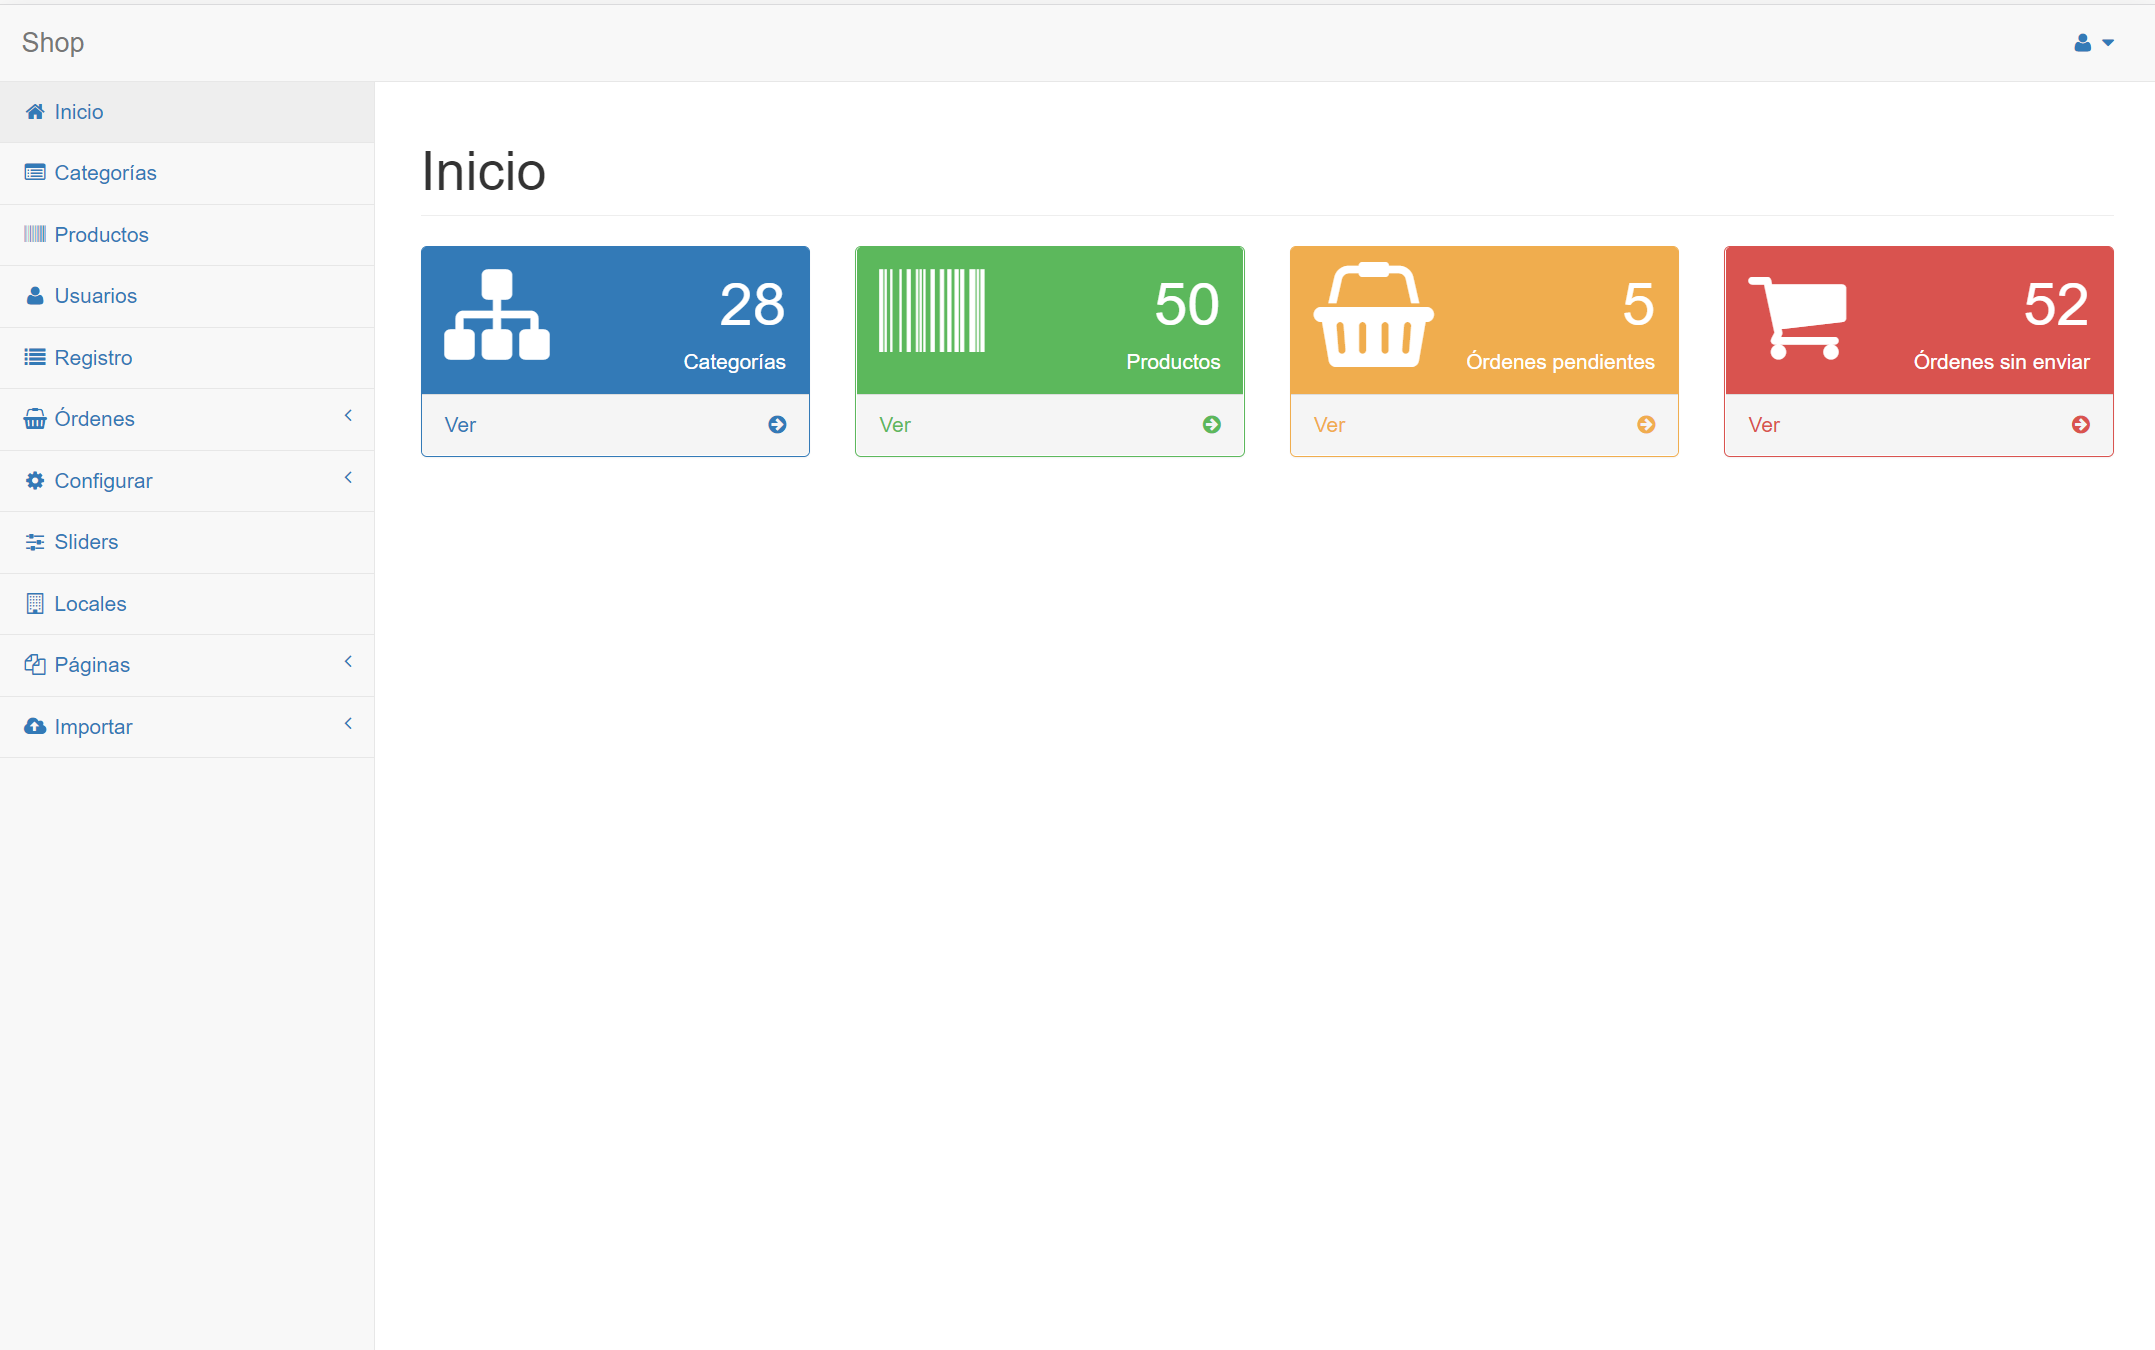 Shop
Inicio
Categorías
Productos
Usuarios
Registro
Órdenes
Configurar
Sliders
Locales
Páginas
Importar
Inicio
28
Categorías
Ver
50
Productos
Ver
5
Órdenes pendientes
Ver
52
Órdenes sin enviar
Ver